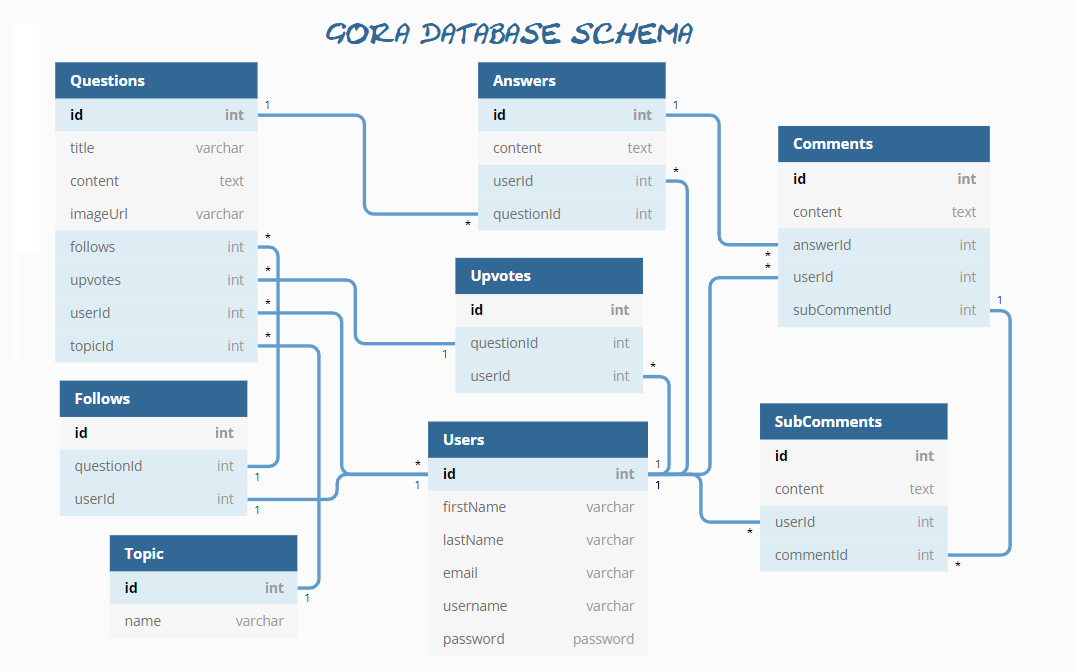 GORA DATABASE SCHEMA
Questions
id int
title varchar
content text
imageUrl varchar
follows int
upvotes int
userId int
topicId int
Follows
id int
questionId int
userId int
Topic
id int
name varchar
Answers
id int
content text
userId int
questionId int
Upvotes
id int
questionId int
userId int
Users
id int
firstName varchar
lastName varchar
email varchar
username varchar
password password
Comments
id int
content text
answerId int
userId int
subCommentId int
SubComments
id int
content text
userId int
commentId int
1
*
*
*
*
*
1
1
1
1
*
1
1
*
*
*
*
1
1
*
1
*